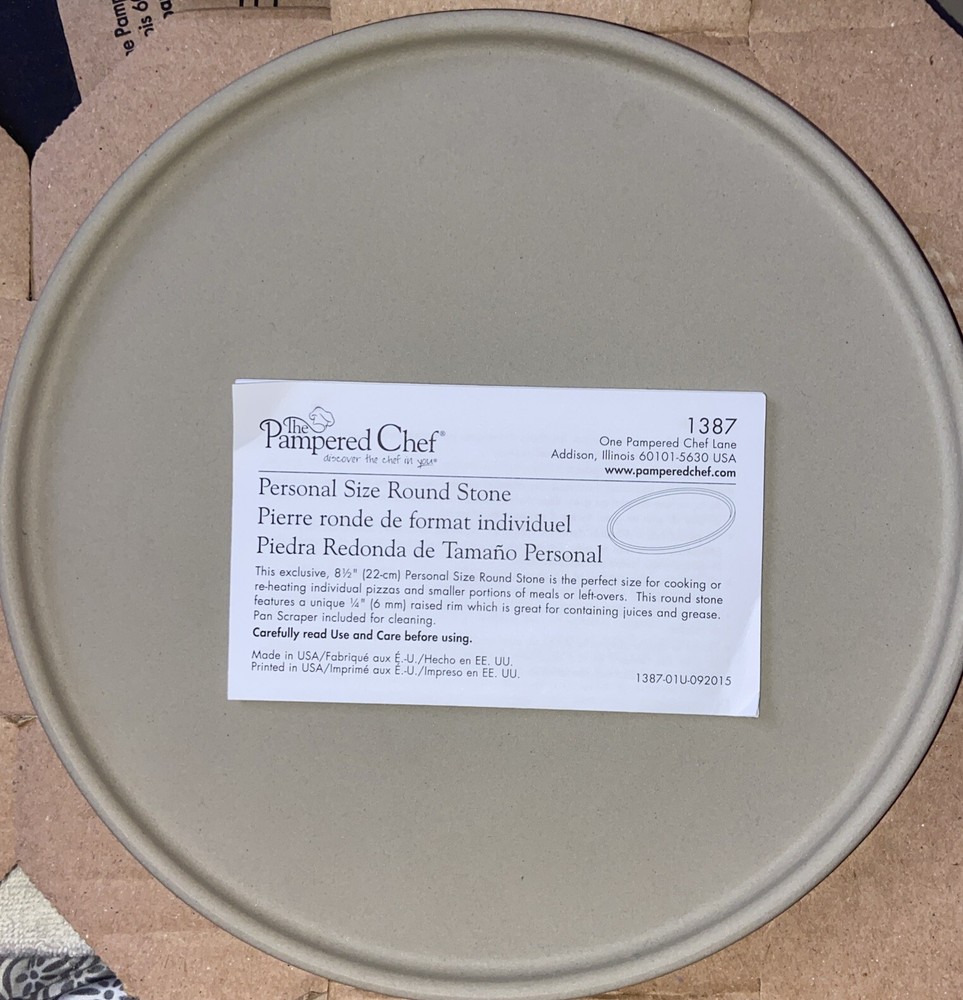 The
Pampered Chef®
discover the chef in you®
1387
One Pampered Chef Lane
Addison, Illinois 60101-5630 USA
www.pamperedchef.com
Personal Size Round Stone
Pierre ronde de format individuel
Piedra Redonda de Tamaño Personal
This exclusive, 8½" (22-cm) Personal Size Round Stone is the perfect size for cooking or
re-heating individual pizzas and smaller portions of meals or left-overs. This round stone
features a unique ¼" (6 mm) raised rim which is great for containing juices and grease.
Pan Scraper included for cleaning.
Carefully read Use and Care before using.
Made in USA/Fabriqué aux É.-U./Hecho en EE. UU.
Printed in USA/Imprimé aux É.-U./Impreso en EE. UU.
1387-01U-092015